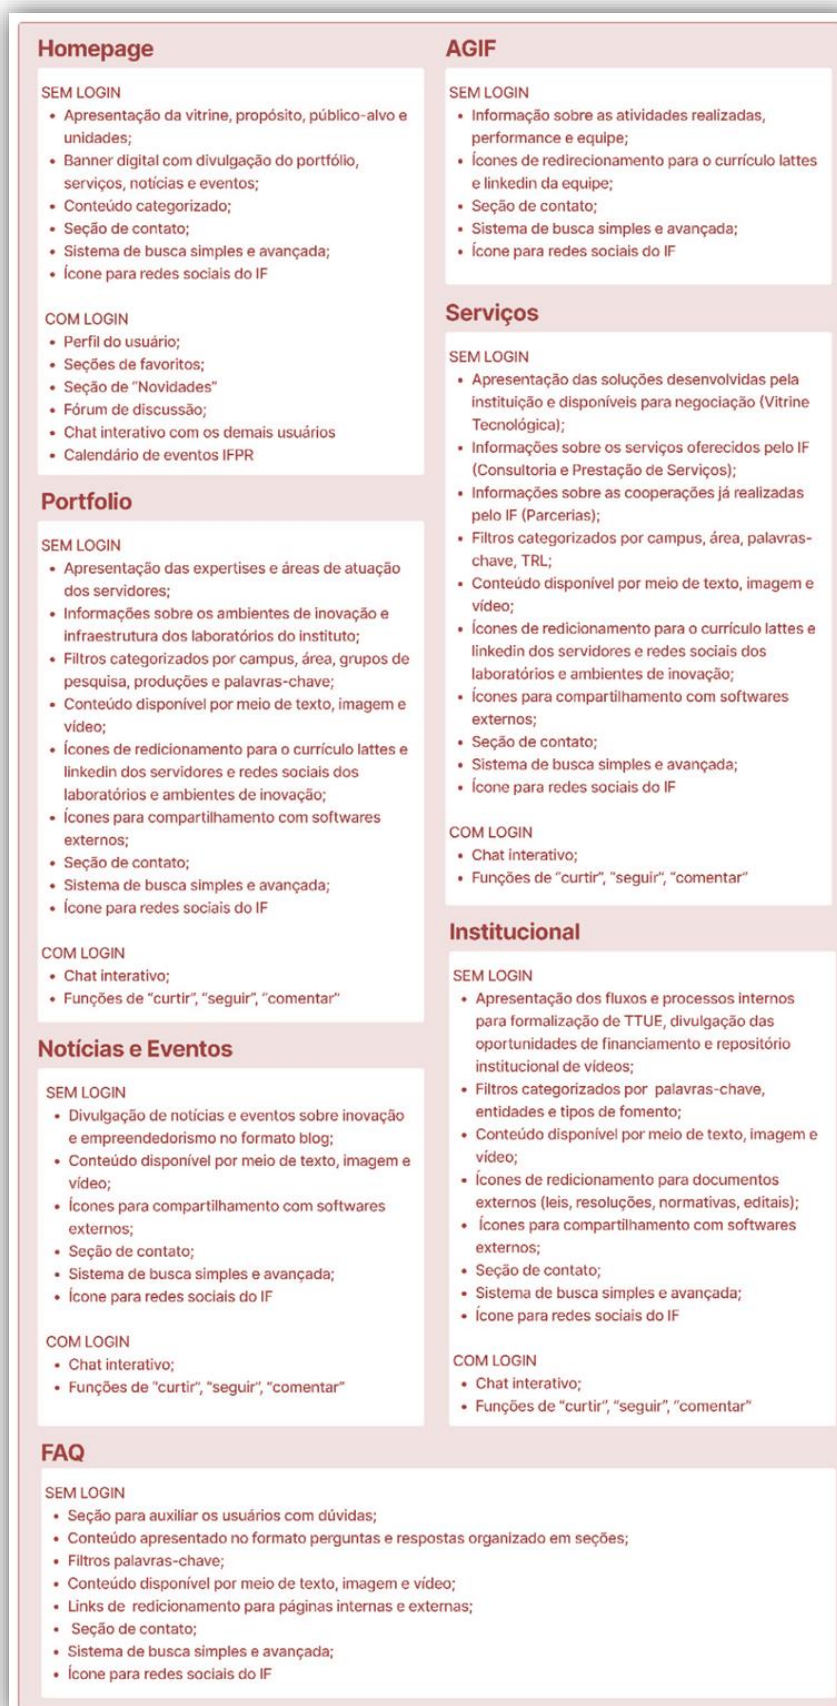 Homepage
SEM LOGIN
• Apresentação da vitrine, propósito, público-alvo e
unidades;
• Banner digital com divulgação do portfólio,
serviços, notícias e eventos;
• Conteúdo categorizado;
• Seção de contato;
• Sistema de busca simples e avançada;
• Ícone para redes sociais do IF
COM LOGIN
• Perfil do usuário;
• Seções de favoritos;
• Seção de “Novidades”
• Fórum de discussão;
• Chat interativo com os demais usuários
• Calendário de eventos IFPR
Portfolio
SEM LOGIN
• Apresentação das expertises e áreas de atuação
dos servidores;
• Informações sobre os ambientes de inovação e
infraestrutura dos laboratórios do instituto;
• Filtros categorizados por campus, área, grupos de
pesquisa, produções e palavras-chave;
• Conteúdo disponível por meio de texto, imagem e
vídeo;
• Ícones de redicionamento para o currículo lattes e
linkedin dos servidores e redes sociais dos
laboratórios e ambientes de inovação;
• Ícones para compartilhamento com softwares
externos;
• Seção de contato;
• Sistema de busca simples e avançada;
• Ícone para redes sociais do IF
COM LOGIN
• Chat interativo;
• Funções de “curtir”, “seguir”, “comentar”
Notícias e Eventos
SEM LOGIN
• Divulgação de notícias e eventos sobre inovação
e empreendedorismo no formato blog;
• Conteúdo disponível por meio de texto, imagem e
vídeo;
• Ícones para compartilhamento com softwares
externos;
• Seção de contato;
• Sistema de busca simples e avançada;
• Ícone para redes sociais do IF
COM LOGIN
• Chat interativo;
• Funções de “curtir”, “seguir”, “comentar”
AGIF
SEM LOGIN
• Informação sobre as atividades realizadas,
performance e equipe;
• Ícones de redirecionamento para o currículo lattes
e linkedin da equipe;
• Seção de contato;
• Sistema de busca simples e avançada;
• Ícone para redes sociais do IF
Serviços
SEM LOGIN
• Apresentação das soluções desenvolvidas pela
instituição e disponíveis para negociação (Vitrine
Tecnológica);
• Informações sobre os serviços oferecidos pelo IF
(Consultoria e Prestação de Serviços);
• Informações sobre as cooperações já realizadas
pelo IF (Parcerias);
• Filtros categorizados por campus, área, palavras-
chave, TRL;
• Conteúdo disponível por meio de texto, imagem e
vídeo;
• Ícones de redicionamento para o currículo lattes e
linkedin dos servidores e redes sociais dos
laboratórios e ambientes de inovação;
• Ícones para compartilhamento com softwares
externos;
• Seção de contato;
• Sistema de busca simples e avançada;
• Ícone para redes sociais do IF
COM LOGIN
• Chat interativo;
• Funções de “curtir”, “seguir”, “comentar”
Institucional
SEM LOGIN
• Apresentação dos fluxos e processos internos
para formalização de TTUE, divulgação das
oportunidades de financiamento e repositório
institucional de vídeos;
• Filtros categorizados por palavras-chave,
entidades e tipos de fomento;
• Conteúdo disponível por meio de texto, imagem e
vídeo;
• Ícones de redicionamento para documentos
externos (leis, resoluções, normativas, editais);
• Ícones para compartilhamento com softwares
externos;
• Seção de contato;
• Sistema de busca simples e avançada;
• Ícone para redes sociais do IF
COM LOGIN
• Chat interativo;
• Funções de “curtir”, “seguir”, “comentar”
FAQ
SEM LOGIN
• Seção para auxiliar os usuários com dúvidas;
• Conteúdo apresentado no formato perguntas e respostas organizado em seções;
• Filtros palavras-chave;
• Conteúdo disponível por meio de texto, imagem e vídeo;
• Links de redicionamento para páginas internas e externas;
• Seção de contato;
• Sistema de busca simples e avançada;
• Ícone para redes sociais do IF